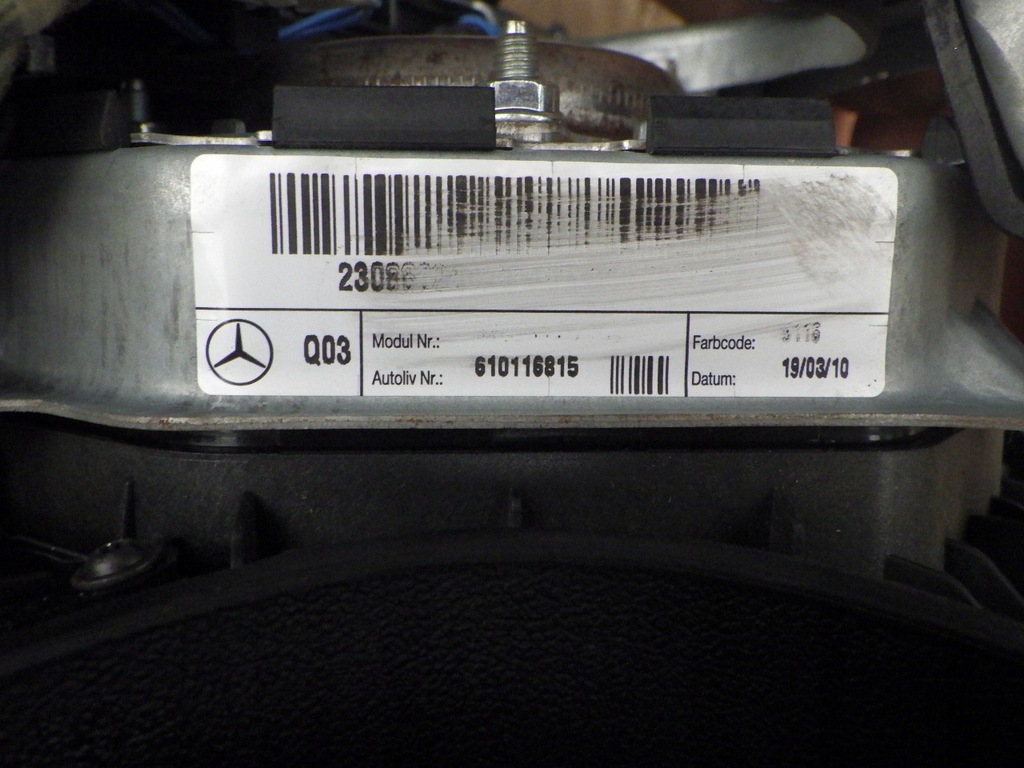 Q03
Modul Nr.:
Autoliv Nr.: 610116815
Farbcode:
Datum: 19/03/10